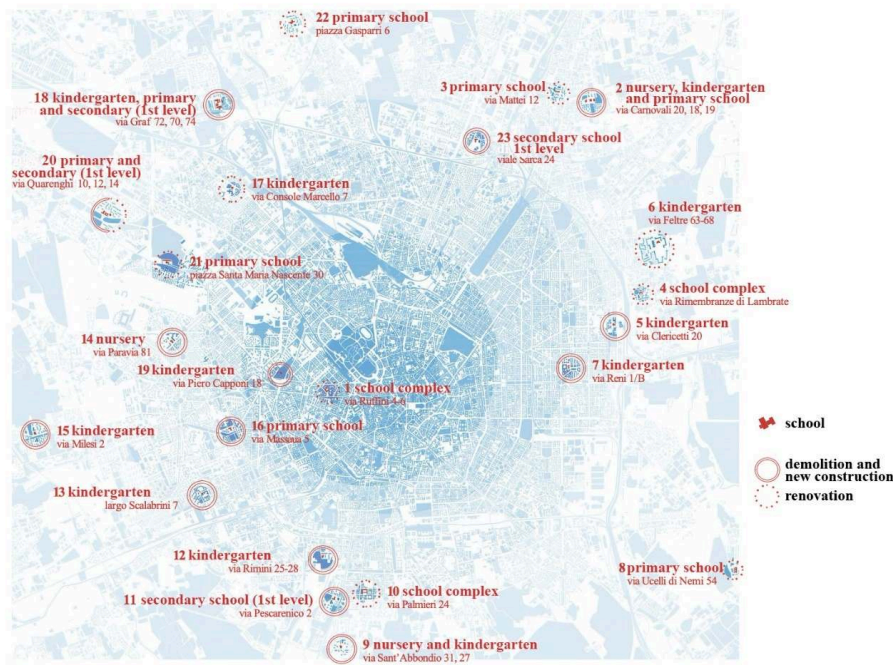 22 primary school
piazza Gasparri 6
3 primary school
via Mattei 12
2 nursery, kindergarten
and primary school
via Carnovali 20, 18, 19
18 kindergarten, primary
and secondary (1st level)
via Graf 72, 70, 74
23 secondary school
1st level
viale Sarca 24
20 primary and
secondary (1st level)
via Quarenghi 10, 12, 14
17 kindergarten
via Console Marcello 7
6 kindergarten
via Feltre 63-68
21 primary school
piazza Santa Maria Nascente 30
4 school complex
via Rimembranze di Lambrate
5 kindergarten
via Clericetti 20
14 nursery
via Paravia 81
19 kindergarten
via Piero Capponi 18
7 kindergarten
via Reni 1/B
1 school complex
via Ruffini 4-6
15 kindergarten
via Milesi 2
16 primary school
via Massaua 5
school
demolition and
new construction
renovation
13 kindergarten
largo Scalabrini 7
12 kindergarten
via Rimini 25-28
8 primary school
via Ucelli di Nemi 54
11 secondary school (1st level)
via Pescarenico 2
10 school complex
via Palmieri 24
9 nursery and kindergarten
via Sant'Abbondio 31, 27